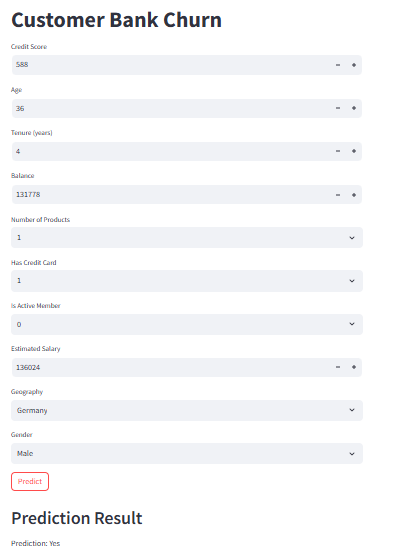 Customer Bank Churn
Credit Score
588
Age
36
Tenure (years)
4
Balance
131778
Number of Products
1
Has Credit Card
1
Is Active Member
0
Estimated Salary
136024
Geography
Germany
Gender
Male
Predict
Prediction Result
Prediction: Yes